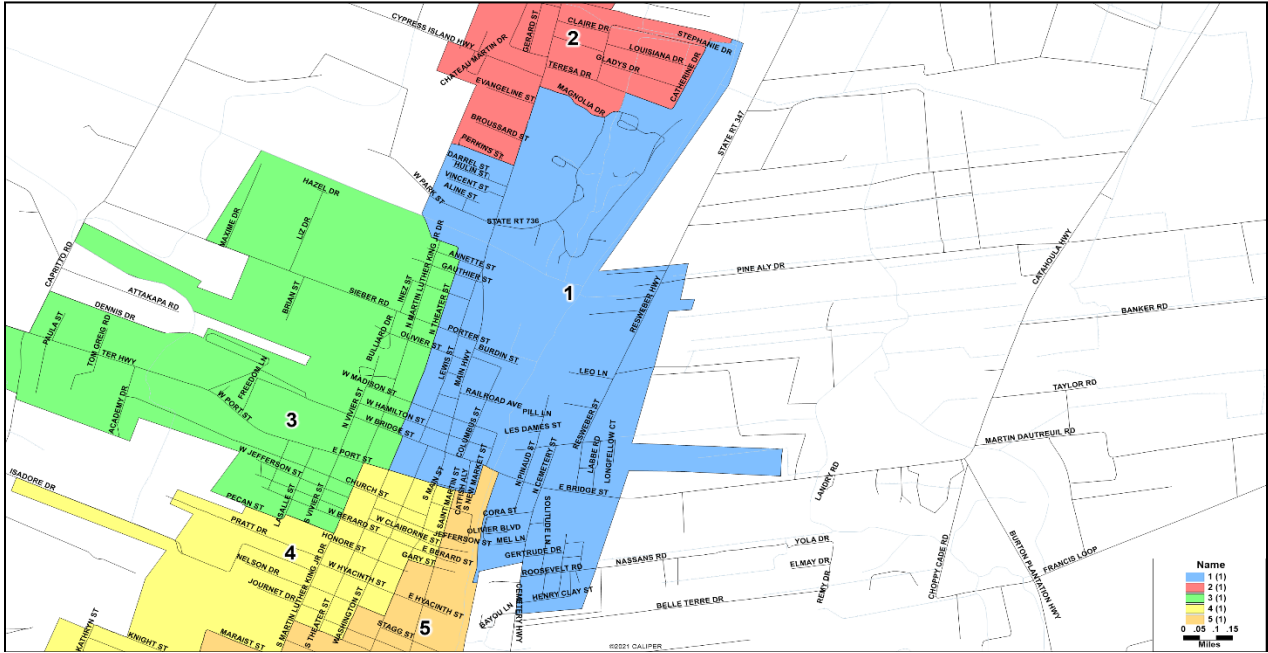 CYPRESS ISLAND HWY
GERARD ST
2
CLAIRE DR
STEPHANIE DR
CHATEAU MARTIN DR
LOUISIANA DR
GLADYS DR
TERESA DR
CATHERINE DR
EVANGELINE ST
MAGNOLIA DR
BROUSSARD ST
PERKINS ST
STATE RT 347
DARREL ST
HULIN ST
VINCENT ST
ALINE ST
W PARK ST
HAZEL DR
STATE RT 736
MAXIME DR
LIZ DR
N MARTIN LUTHER KING JR DR
ANNETTE ST
GAUTHIER ST
CAPRITTO RD
PINE ALY DR
CATAHOULA HWY
ATTAKAPA RD
SIEBER RD
BRIAN ST
INEZ ST
N THEATER ST
1
DENNIS DR
RESWEBER HWY
BANKER RD
PAULA ST
TOM GREIG RD
BULLIARD DR
OLIVIER ST
PORTER ST
BURDIN ST
TER HWY
FREEDOM LN
LEWIS ST
MAIN HWY
LEO LN
W MADISON ST
TAYLOR RD
ACADEMY DR
W PORT ST
N VIVIER ST
RAILROAD AVE
W HAMILTON ST
PILL LN
3
W BRIDGE ST
COLUMBUS ST
LES DAMES ST
RESWEBER ST
LABBE RD
LONGFELLOW CT
MARTIN DAUTREUIL RD
W JEFFERSON ST
E PORT ST
N PINAUD ST
N CEMETERY ST
ISADORE DR
CHURCH ST
S MAIN ST
SAINT MARTIN ST
CATFISH ALY
S NEW MARKET ST
E BRIDGE ST
LANDRY RD
PECAN ST
LASALLE ST
S VIVIER ST
W BERARD ST
W CLAIBORNE ST
CORA ST
SOLITUDE LN
PRATT DR
OLIVIER BLVD
EFFERSON ST
MEL LN
4
HONORE ST
GARY ST
E BERARD ST
GERTRUDE DR
YOLA DR
NELSON DR
W HYACINTH ST
ROOSEVELT RD
NASSANS RD
ELMAY DR
JOURNET DR
S MARTIN LUTHER KING JR DR
CHOPPY CADE RD
BURTON PLANTATION HWY
FRANCIS LOOP
E HYACINTH ST
HENRY CLAY ST
BELLE TERRE DR
REMY DR
KATHRYN ST
KNIGHT ST
MARAIST ST
S THEATER ST
WASHINGTON ST
STAGG ST
5
BAYOU LN
CEMETERY HWY
©2021 CALIPER
Name
1 (1)
2 (1)
3 (1)
4 (1)
5 (1)
0 .05 .1 .15
Miles